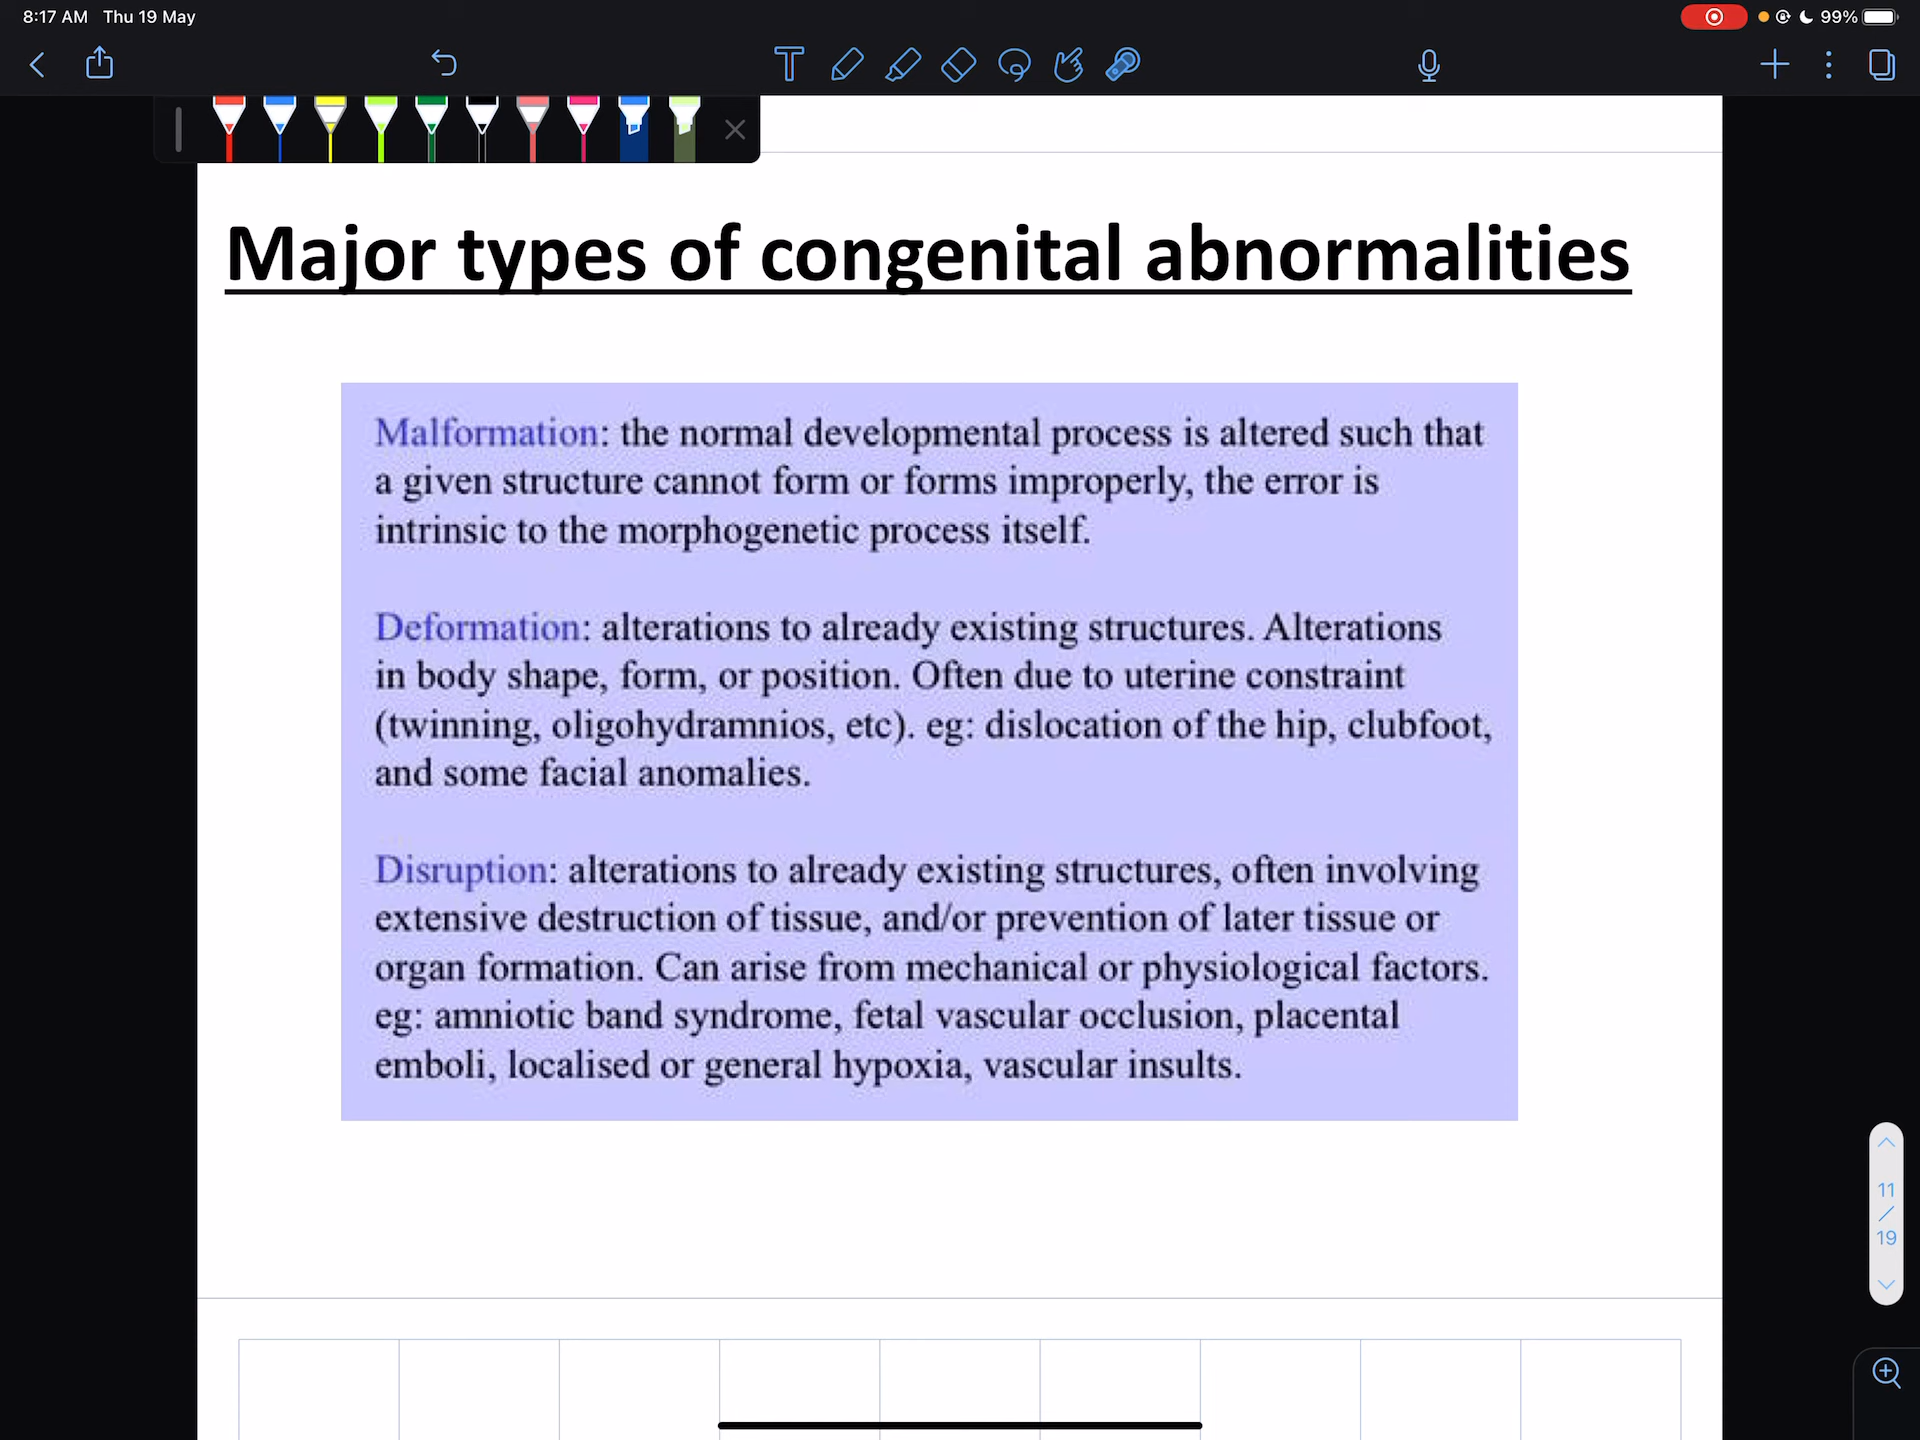 8:17 AM Thu 19 May
99%
Major types of congenital abnormalities
Malformation: the normal developmental process is altered such that
a given structure cannot form or forms improperly, the error is
intrinsic to the morphogenetic process itself.
Deformation: alterations to already existing structures. Alterations
in body shape, form, or position. Often due to uterine constraint
(twinning, oligohydramnios, etc). eg: dislocation of the hip, clubfoot,
and some facial anomalies.
Disruption: alterations to already existing structures, often involving
extensive destruction of tissue, and/or prevention of later tissue or
organ formation. Can arise from mechanical or physiological factors.
eg: amniotic band syndrome, fetal vascular occlusion, placental
emboli, localised or general hypoxia, vascular insults.
11
/
19